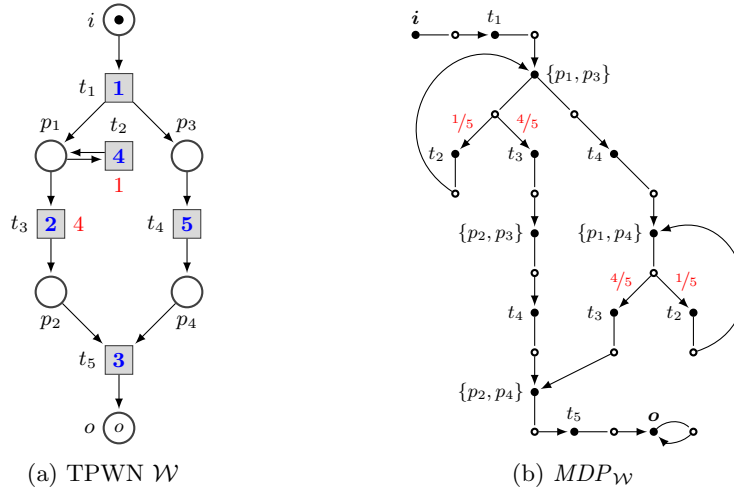 i
t₁ 1
p₁ t₂ p₃
4
1
t₃ 2 4
t₄ 5
p₂ p₄
t₅ 3
o o
(a) TPWN 𝒲
i t₁
{p₁, p₃}
1/5 4/5
t₂ t₃ t₄
{p₂, p₃} {p₁, p₄}
4/5 1/5
t₄ t₃ t₂
{p₂, p₄}
t₅ o
(b) MDP𝒲